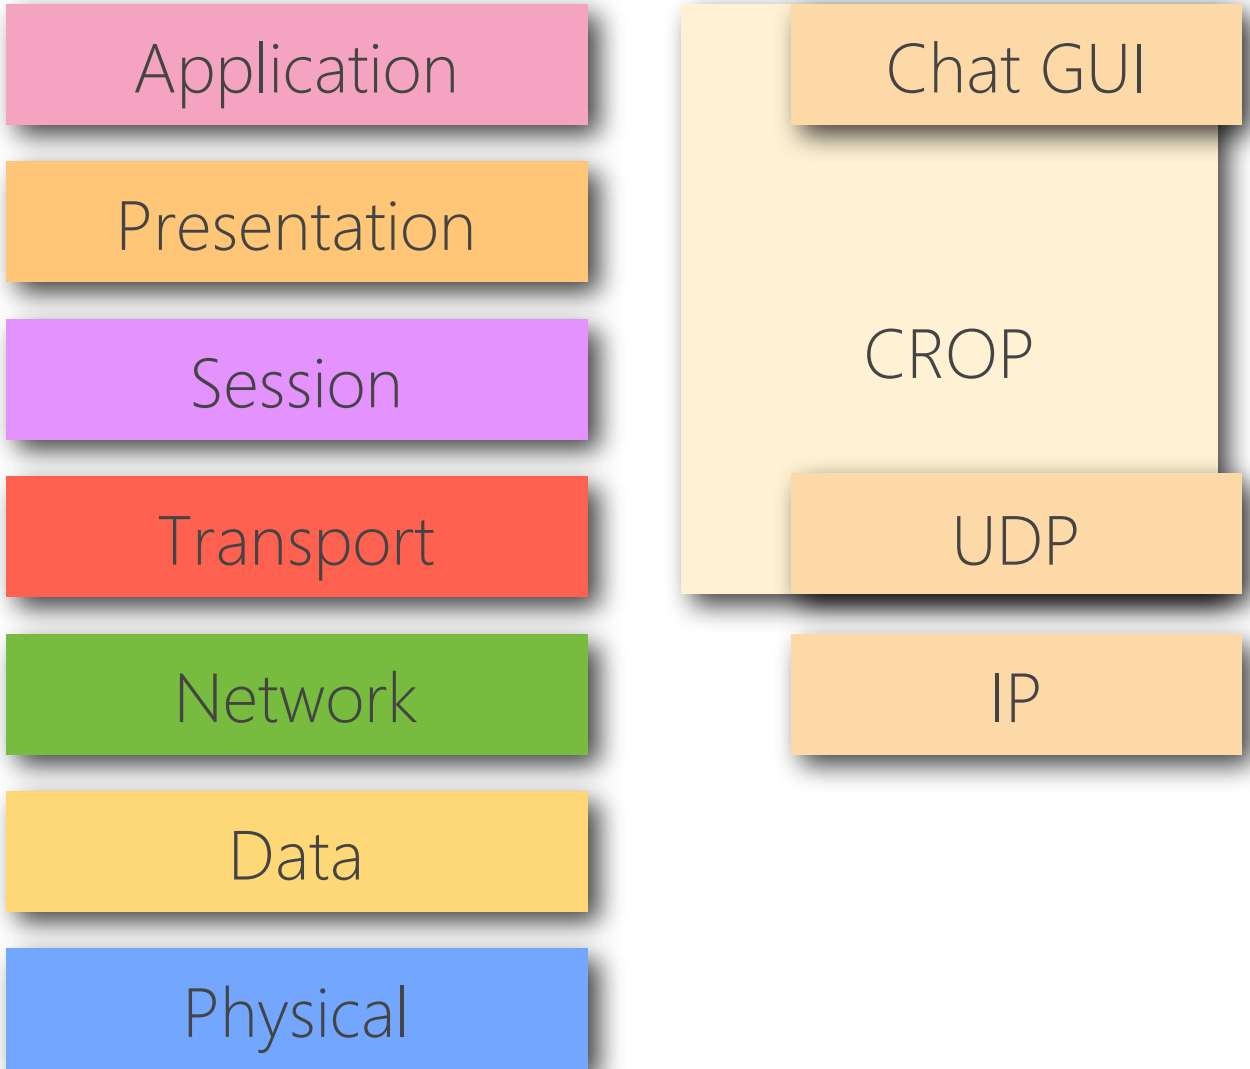 Application
Presentation
Session
Transport
Network
Data
Physical
Chat GUI
CROP
UDP
IP